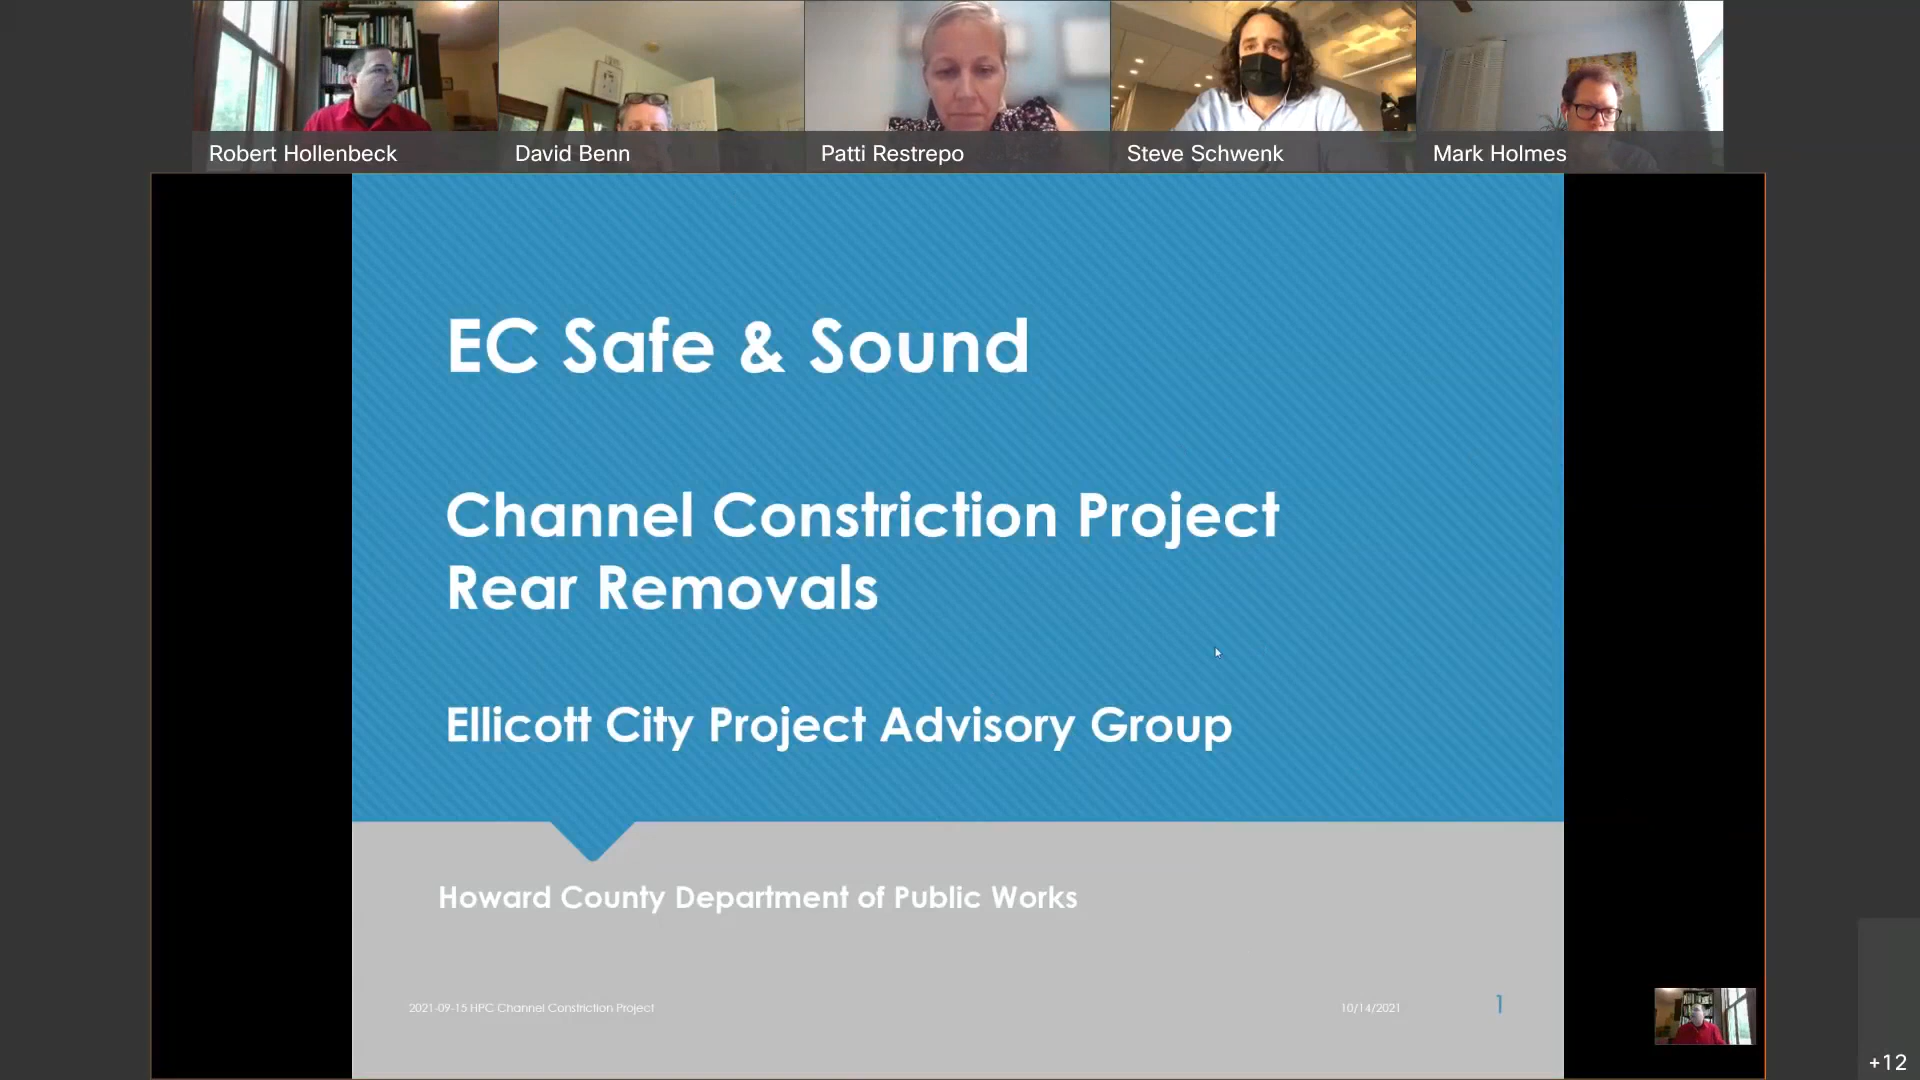 Robert Hollenbeck
David Benn
Patti Restrepo
Steve Schwenk
Mark Holmes
EC Safe & Sound
Channel Constriction Project
Rear Removals
Ellicott City Project Advisory Group
Howard County Department of Public Works
2021-09-15 HPC Channel Constriction Project
10/14/2021
1
+12